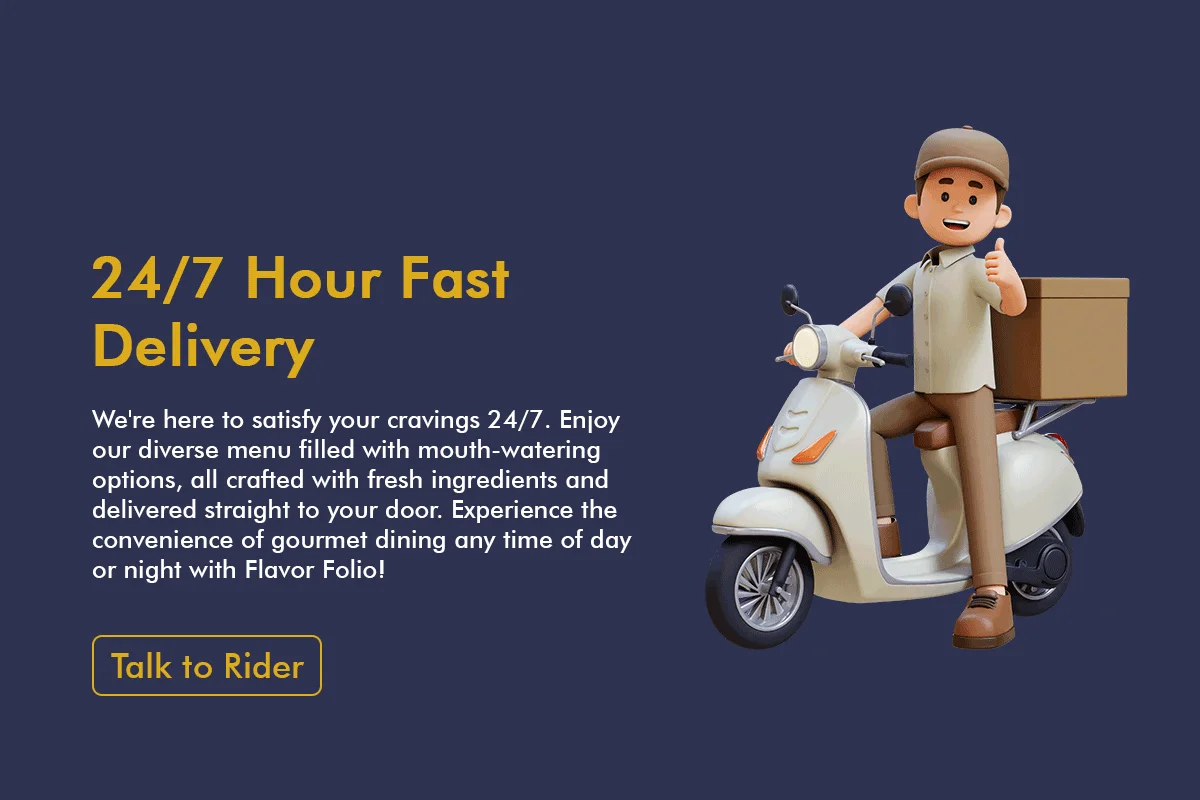 24/7 Hour Fast
Delivery
We're here to satisfy your cravings 24/7. Enjoy
our diverse menu filled with mouth-watering
options, all crafted with fresh ingredients and
delivered straight to your door. Experience the
convenience of gourmet dining any time of day
or night with Flavor Folio!
Talk to Rider